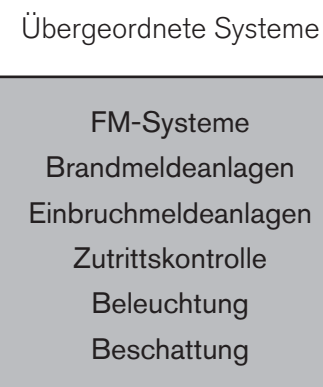 Übergeordnete Systeme
FM-Systeme
Brandmeldeanlagen
Einbruchmeldeanlagen
Zutrittskontrolle
Beleuchtung
Beschattung